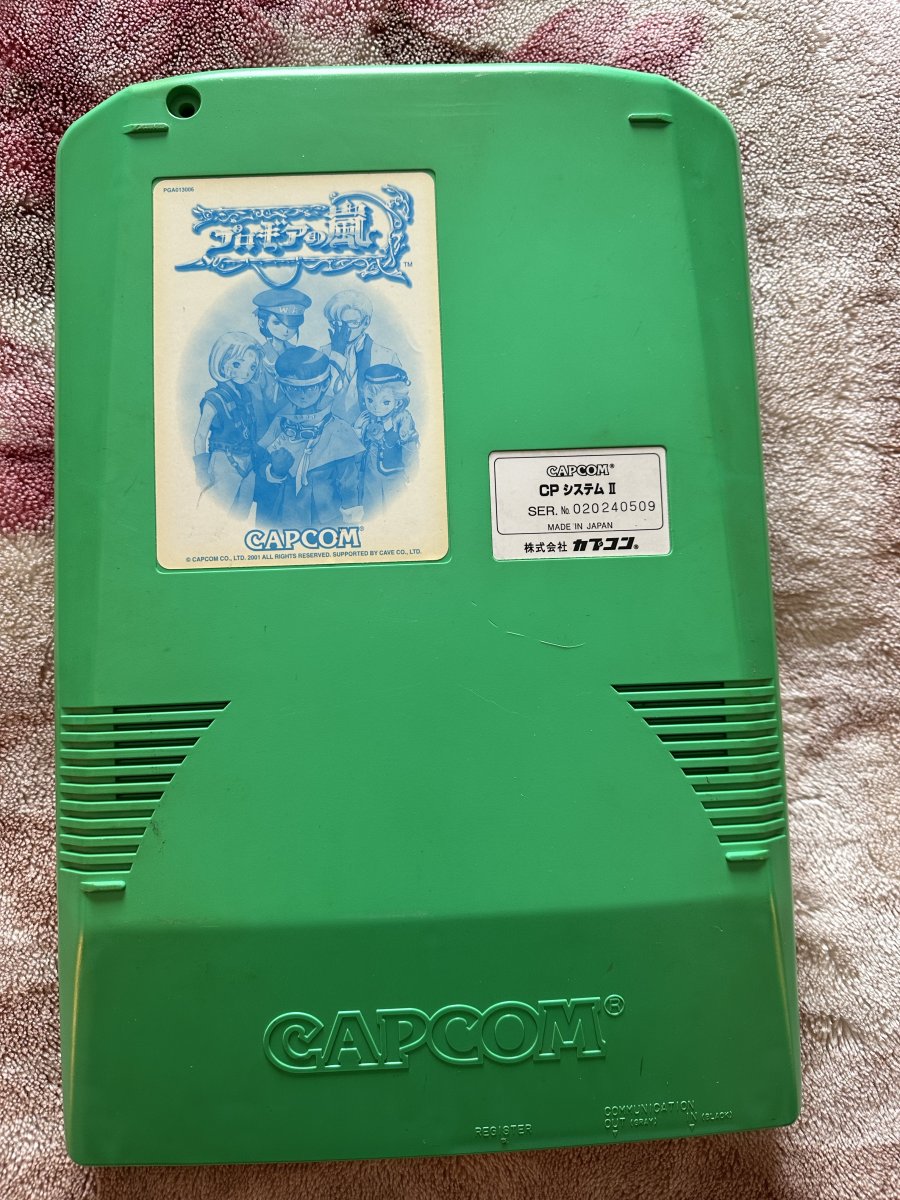 PGA013006
プロギアの嵐
TM
W.F
CAPCOM®
© CAPCOM CO., LTD. 2001 ALL RIGHTS RESERVED. SUPPORTED BY CAVE CO., LTD.
CAPCOM®
CP システム II
SER. № 020240509
MADE IN JAPAN
株式会社 カプコン®
CAPCOM®
REGISTER
COMMUNICATION
OUT (GRAY) IN (BLACK)